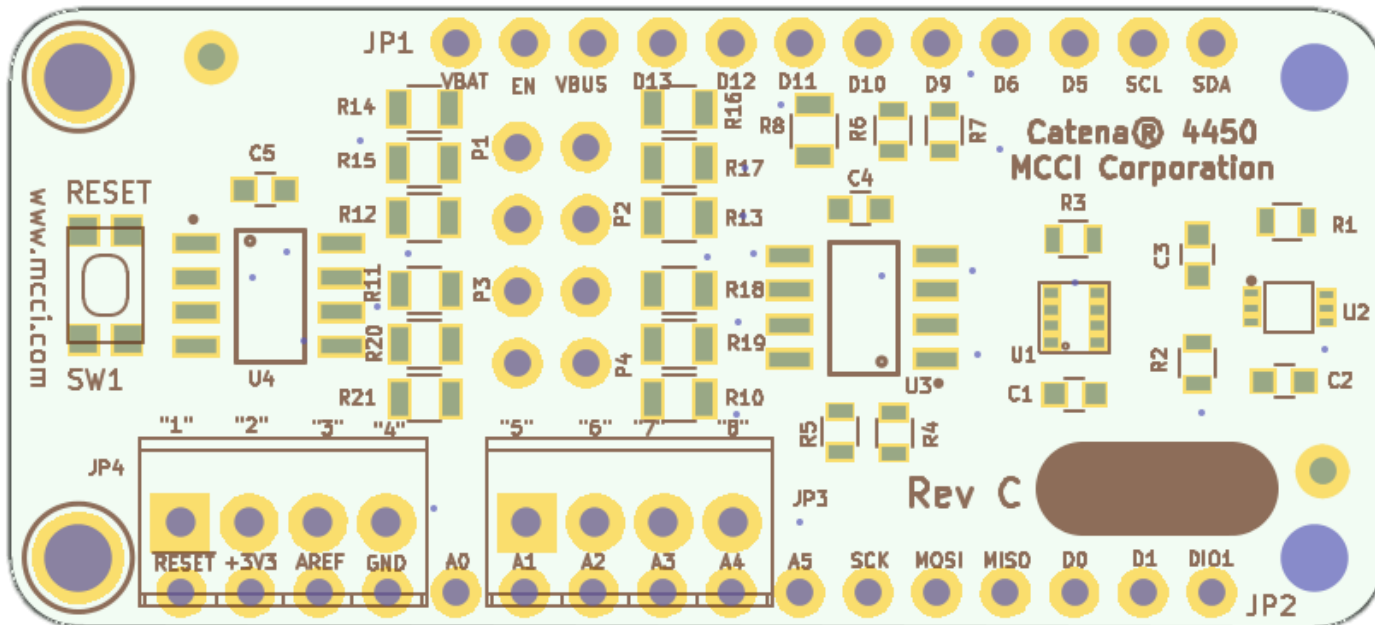 JP1
VBAT EN VBUS D13 D12 D11 D10 D9 D6 D5 SCL SDA
R14 R16 R8 R6 R7
Catena® 4450
MCCI Corporation
P1
C5 R15 R17
C4
RESET
www.mcci.com
R12 P2 R13 R3 R1
C3
R11 P3 R18
U2
R20 R19 U1 R2
SW1 U4 P4
R21 R10 U3 C1 C2
"1" "2" "3" "4" "5" "6" "7" "8"
R5 R4
JP4
JP3
Rev C
RESET +3V3 AREF GND A0 A1 A2 A3 A4 A5 SCK MOSI MISO D0 D1 DIO1
JP2